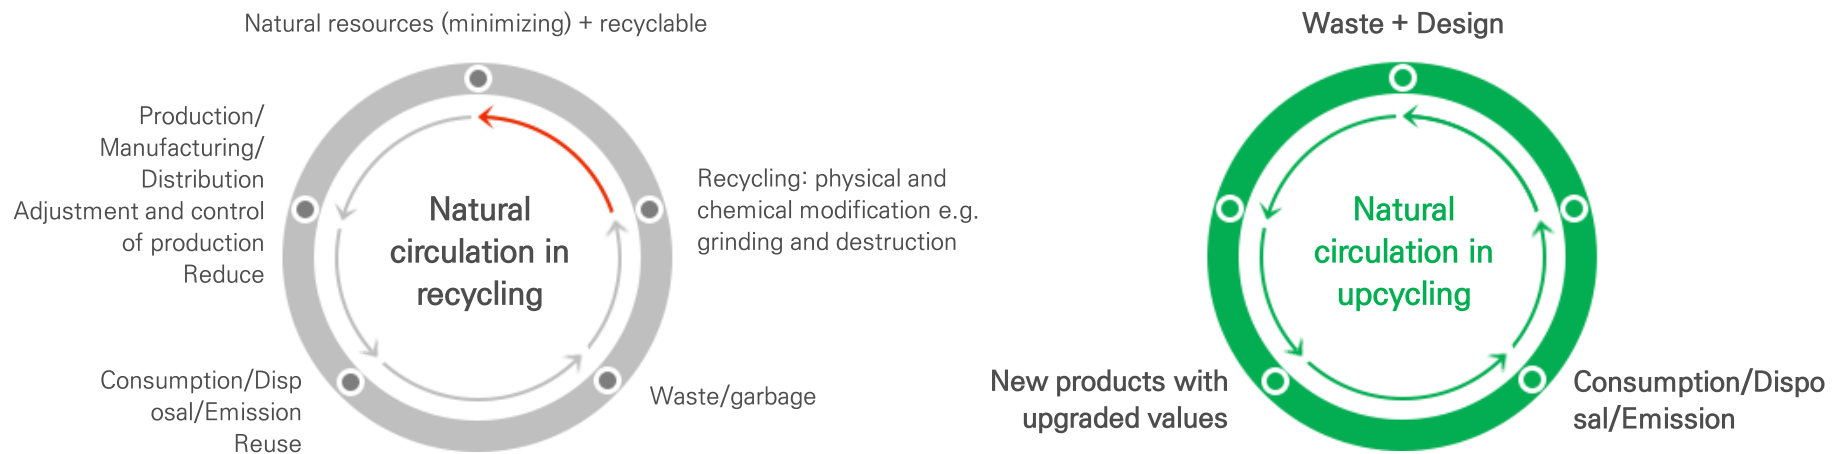 Natural resources (minimizing) + recyclable
Production/
Manufacturing/
Distribution
Adjustment and control
of production
Reduce
Natural
circulation in
recycling
Recycling: physical and
chemical modification e.g.
grinding and destruction
Consumption/Disp
osal/Emission
Reuse
Waste/garbage
Waste + Design
Natural
circulation in
upcycling
New products with
upgraded values
Consumption/Dispo
sal/Emission